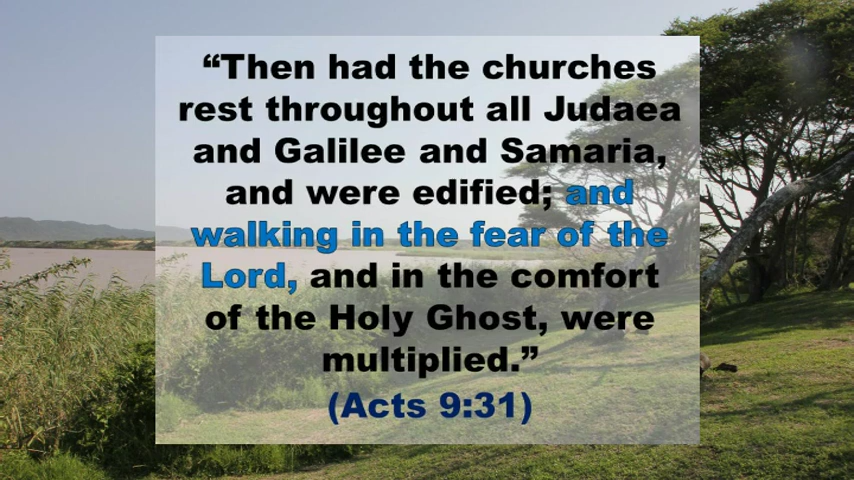 “Then had the churches
rest throughout all Judaea
and Galilee and Samaria,
and were edified; and
walking in the fear of the
Lord, and in the comfort
of the Holy Ghost, were
multiplied.”
(Acts 9:31)